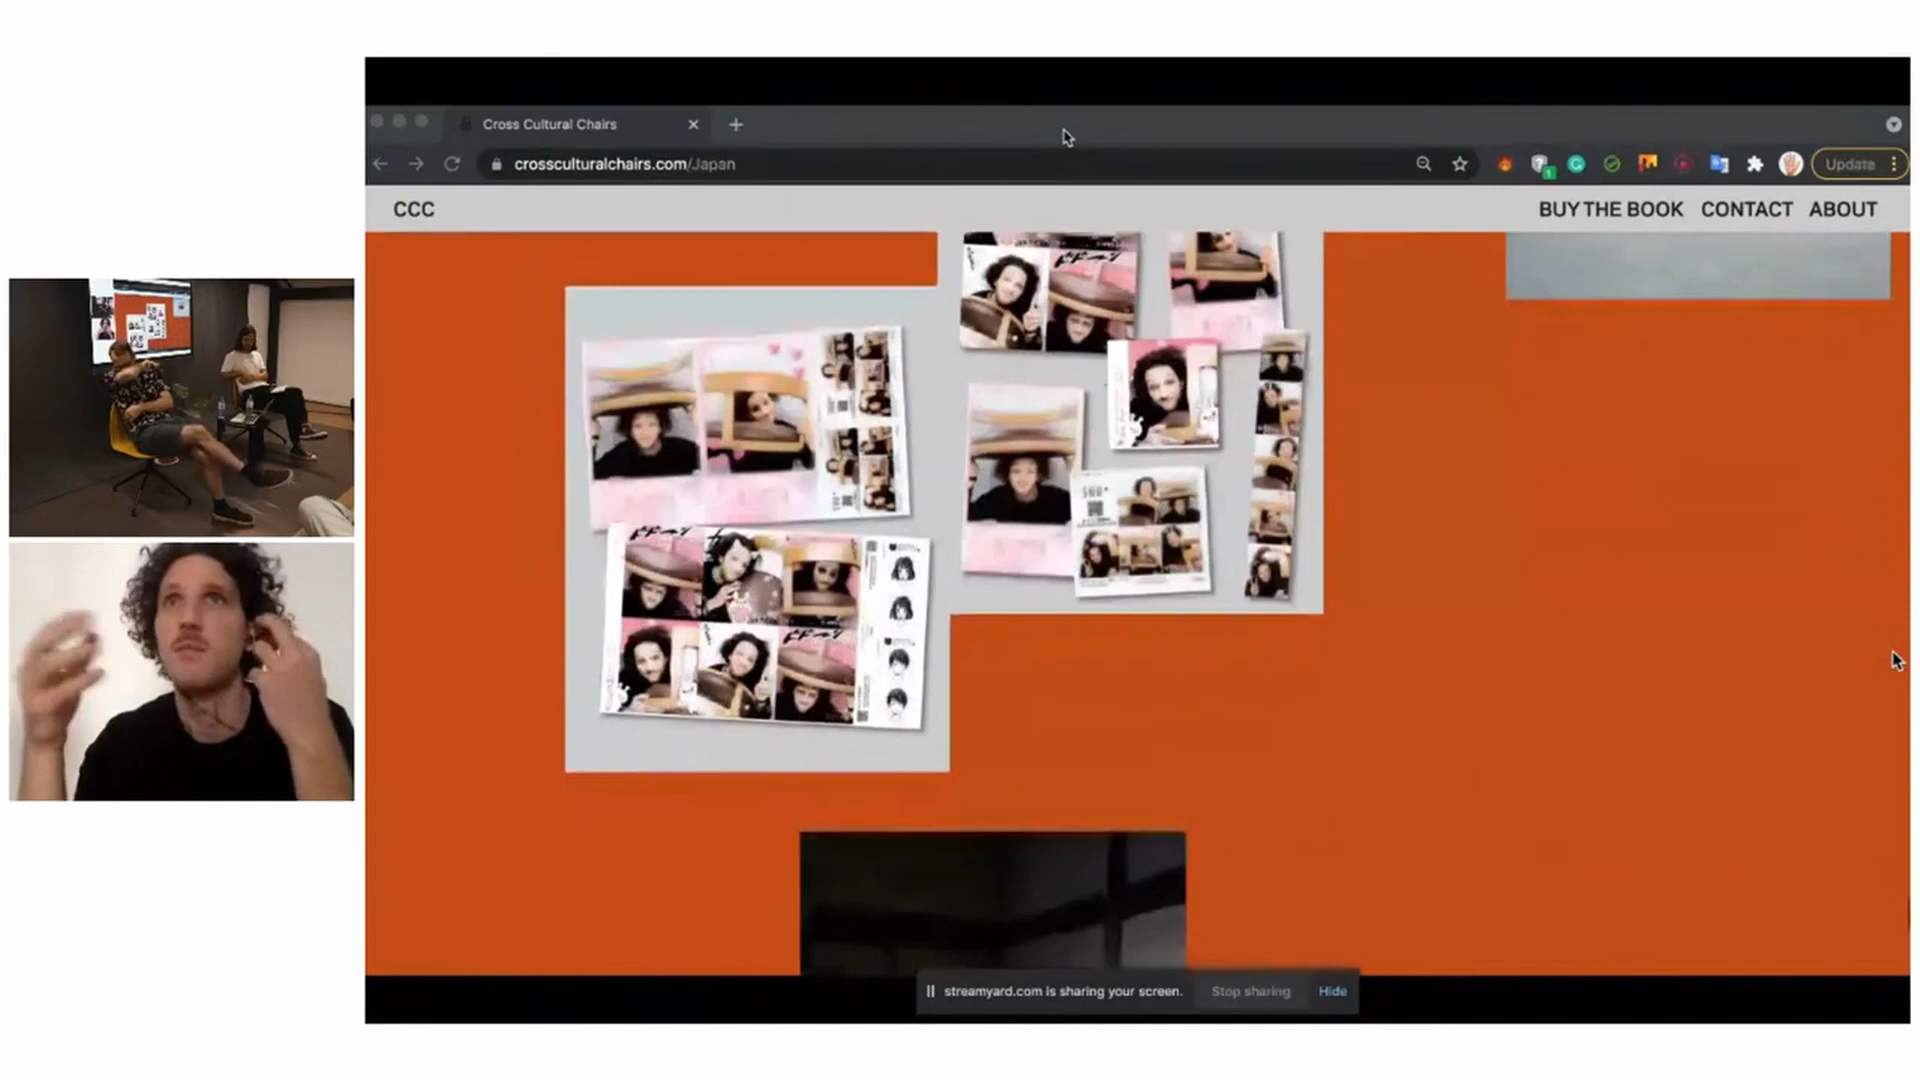 Cross Cultural Chairs
crossculturalchairs.com/Japan
Update
CCC
BUY THE BOOK CONTACT ABOUT
streamyard.com is sharing your screen. Stop sharing Hide